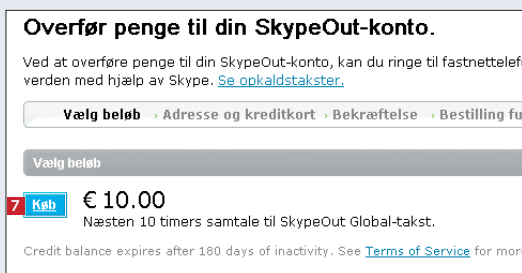 Overfør penge til din SkypeOut-konto.
Ved at overføre penge til din SkypeOut-konto, kan du ringe til
verden med hjælp av Skype. Se opkaldstakster.
Vælg beløb › Adresse og kreditkort › Bekræftelse › Bestilling
Vælg beløb
7 Køb € 10.00
Næsten 10 timers samtale til SkypeOut Global-takst.
Credit balance expires after 180 days of inactivity. See Terms of Service for